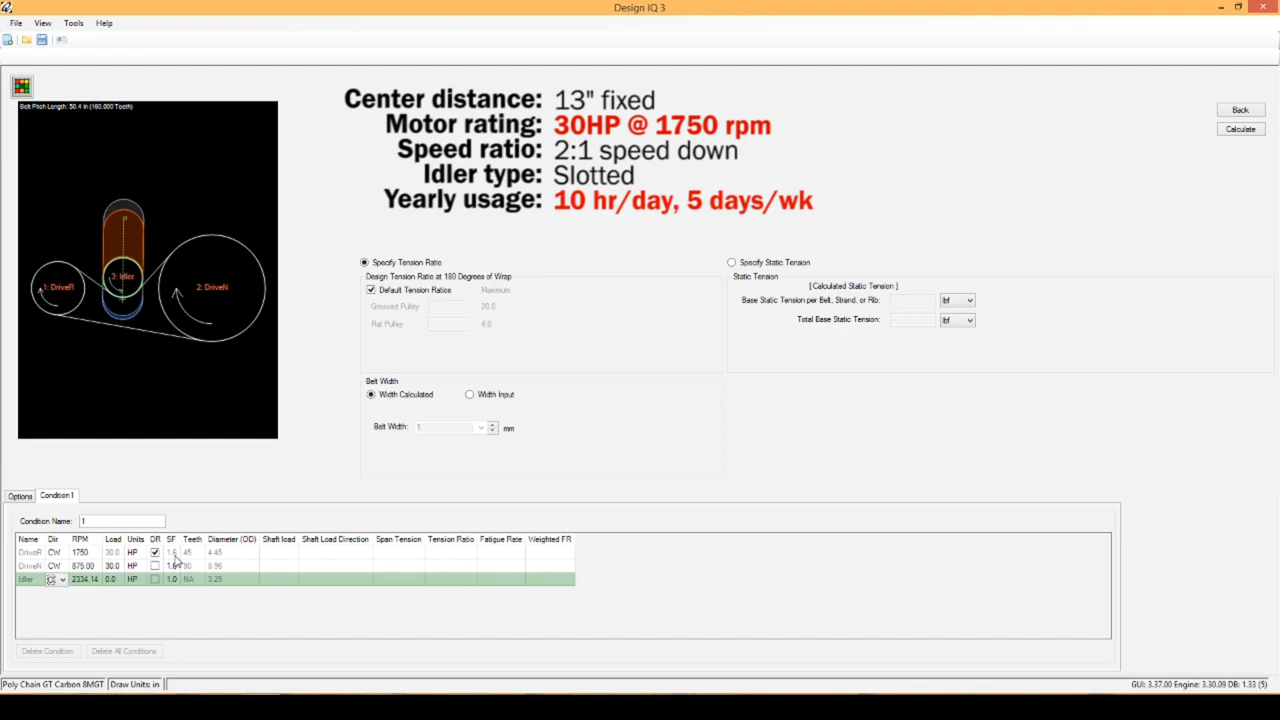 Design IQ 3
File View Tools Help
Belt Pitch Length: 50.4 in (160.000 Teeth)
3: Idler
1: DriveR
2: DriveN
Center distance: 13" fixed
Motor rating: 30HP @ 1750 rpm
Speed ratio: 2:1 speed down
Idler type: Slotted
Yearly usage: 10 hr/day, 5 days/wk
Back
Calculate
Specify Tension Ratio
Design Tension Ratio at 180 Degrees of Wrap
Default Tension Ratios Maximum
Grooved Pulley 20.0
Flat Pulley 4.0
Specify Static Tension
Static Tension
[ Calculated Static Tension ]
Base Static Tension per Belt, Strand, or Rib: lbf
Total Base Static Tension: lbf
Belt Width
Width Calculated Width Input
Belt Width: 1 mm
Options Condition1
Condition Name: 1
Name Dir RPM Load Units DR SF Teeth Diameter (OD) Shaft load Shaft Load Direction Span Tension Tension Ratio Fatigue Rate Weighted FR
DriveR CW 1750 30.0 HP 1.6 45 4.45
DriveN CW 875.00 30.0 HP 1.6 90 8.96
Idler 2334.14 0.0 HP 1.0 NA 3.25
Delete Condition Delete All Conditions
Poly Chain GT Carbon 8MGT Draw Units: in GUI: 3.37.00 Engine: 3.30.09 DB: 1.33 (5)